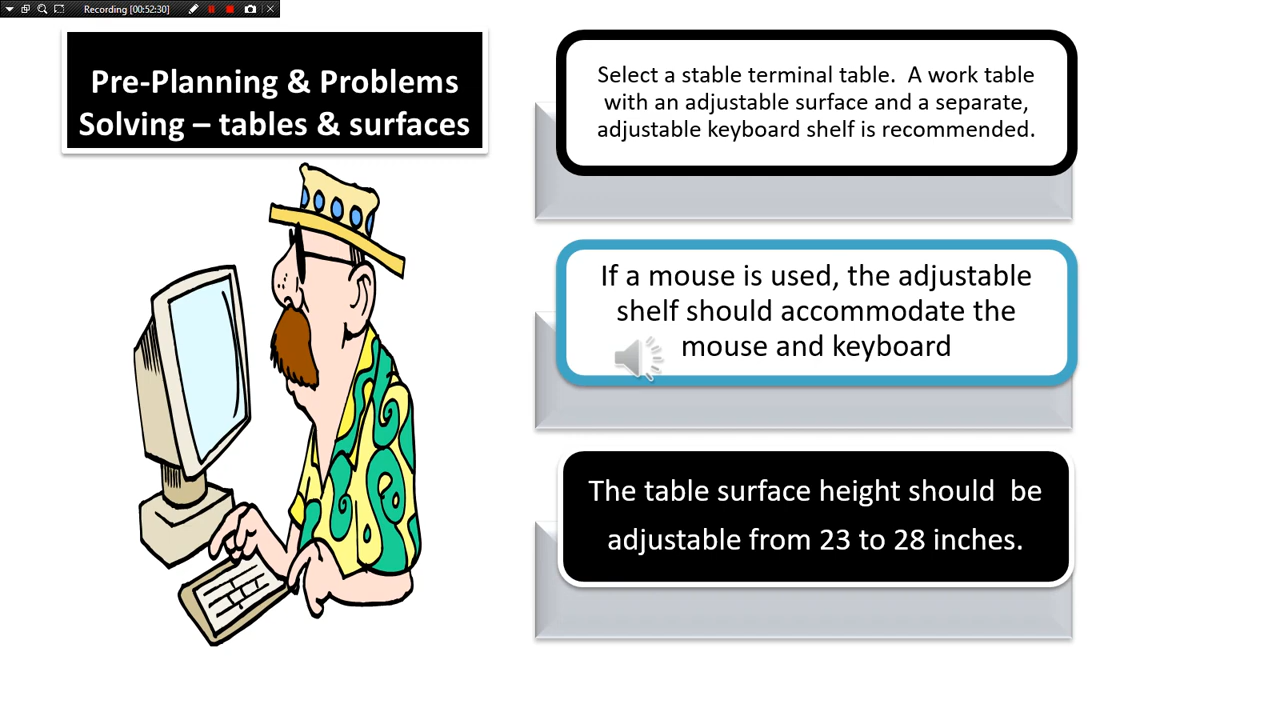 Recording [00:52:30]
Pre-Planning & Problems
Solving – tables & surfaces
Select a stable terminal table.  A work table
with an adjustable surface and a separate,
adjustable keyboard shelf is recommended.
If a mouse is used, the adjustable
shelf should accommodate the
mouse and keyboard
The table surface height should  be
adjustable from 23 to 28 inches.